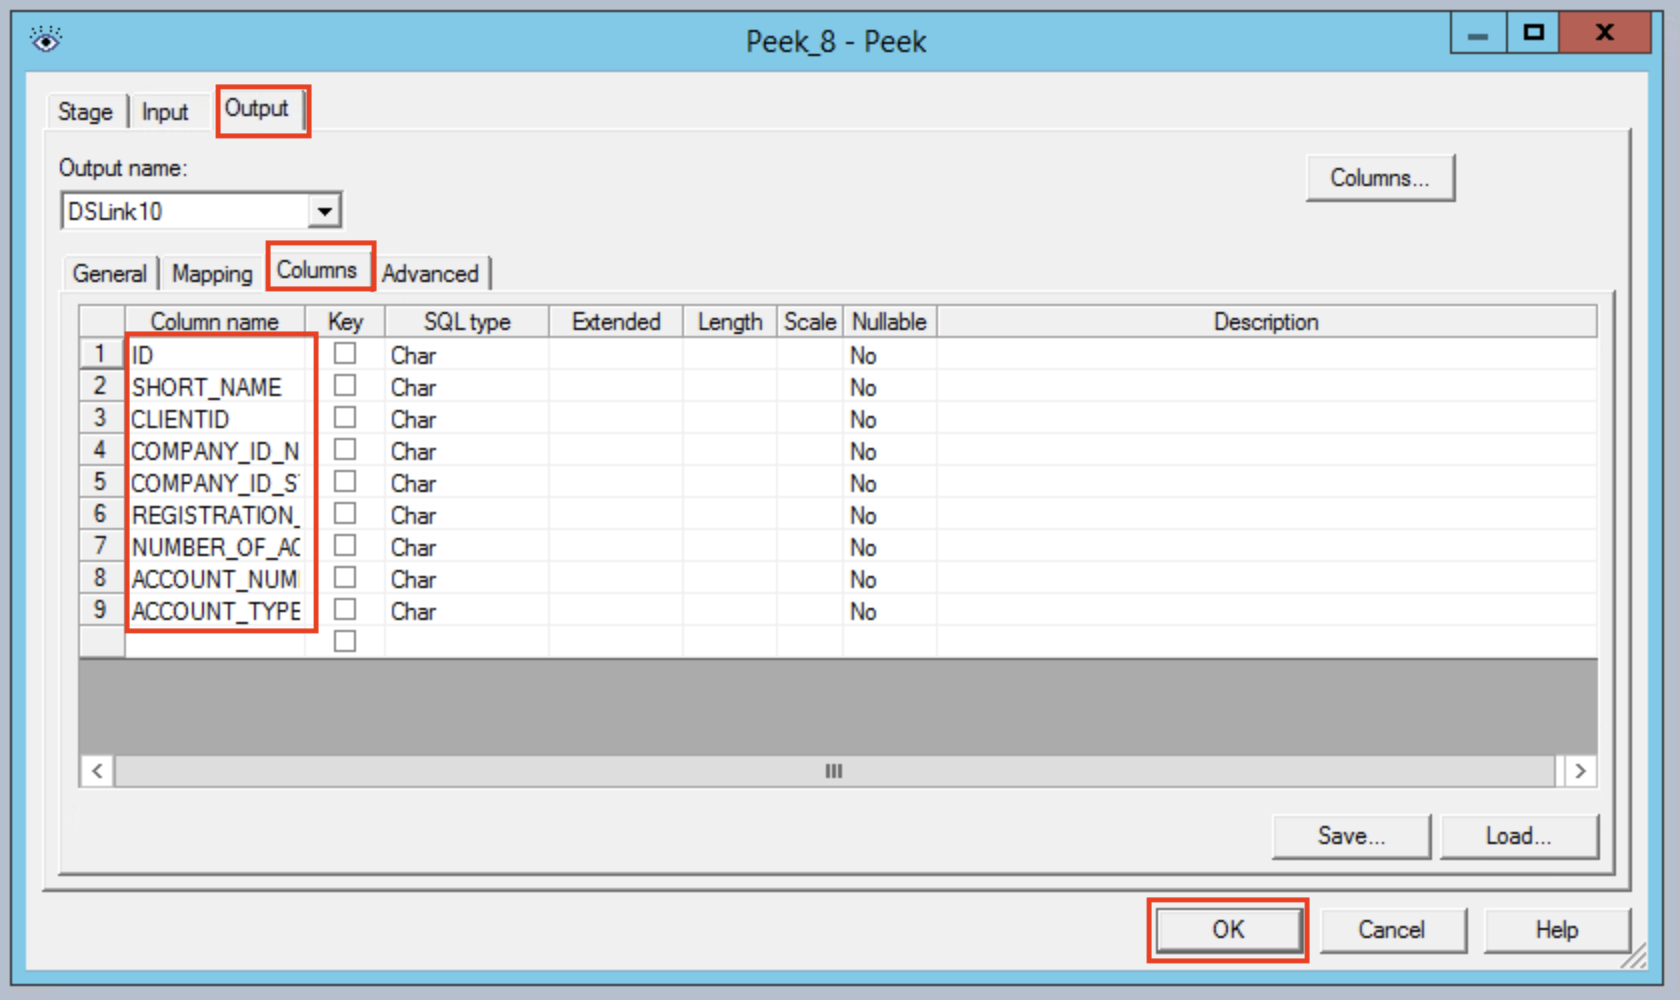 Peek_8 - Peek
Stage Input Output
Output name:
Columns...
DSLink10
General Mapping Columns Advanced
Column name Key SQL type Extended Length Scale Nullable Description
1 ID Char No
2 SHORT_NAME Char No
3 CLIENTID Char No
4 COMPANY_ID_N Char No
5 COMPANY_ID_S Char No
6 REGISTRATION_ Char No
7 NUMBER_OF_AC Char No
8 ACCOUNT_NUM Char No
9 ACCOUNT_TYPE Char No
Save... Load...
OK Cancel Help